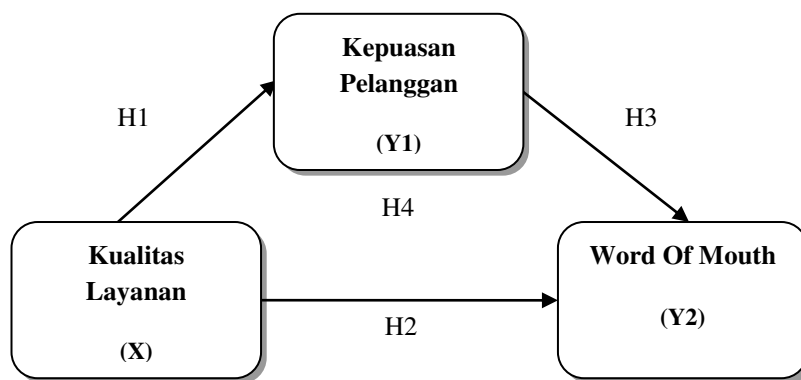 Kepuasan
Pelanggan
(Y1)
H1
H3
H4
Kualitas
Layanan
(X)
H2
Word Of Mouth
(Y2)